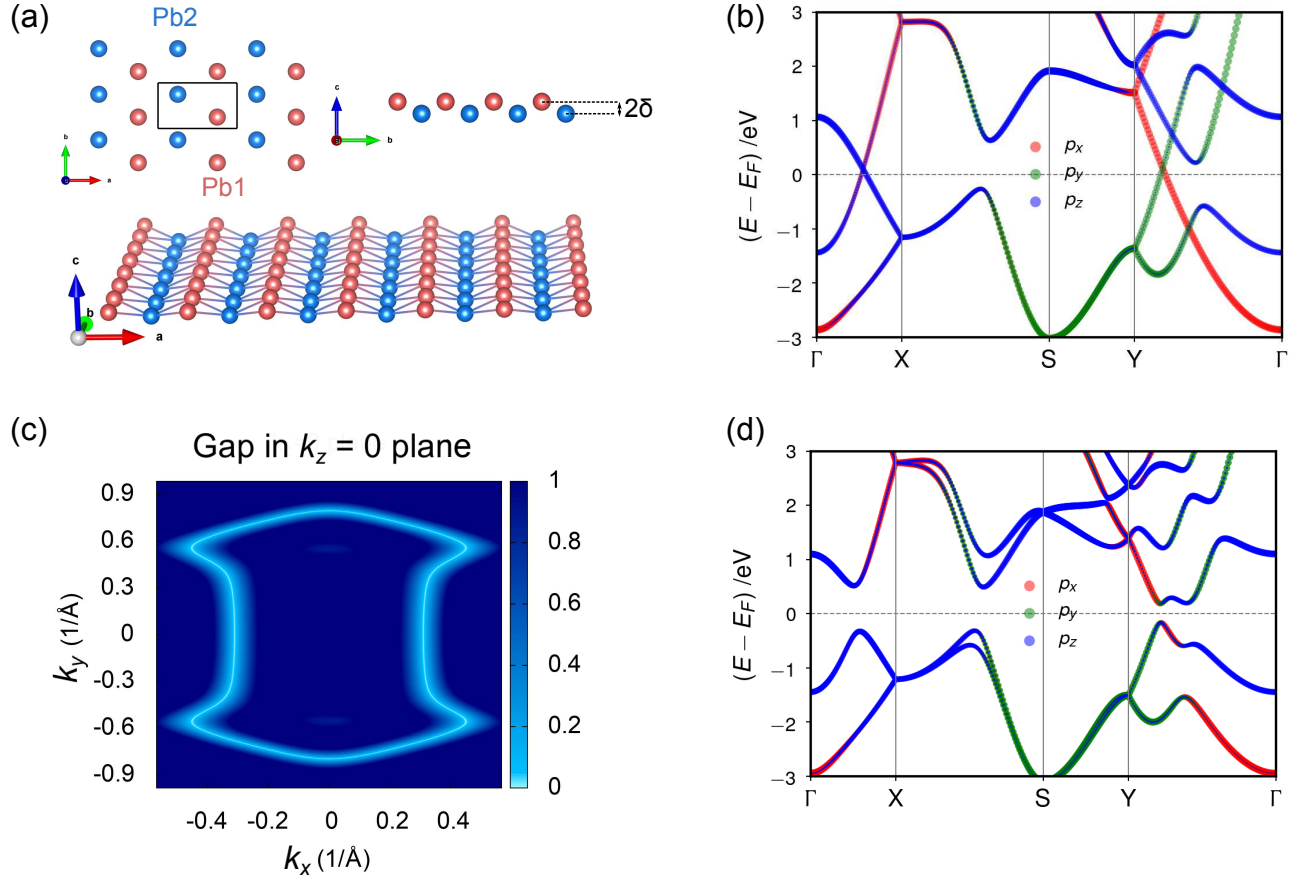 (a)
Pb2
c
2δ
b
b
a
Pb1
c
b
a
(b)
3
2
1
0
−1
−2
−3
(E − E_F) /eV
p_x
p_y
p_z
Γ X S Y Γ
(c)
Gap in k_z = 0 plane
0.9
0.6
0.3
0
-0.3
-0.6
-0.9
k_y (1/Å)
-0.4 -0.2 0 0.2 0.4
k_x (1/Å)
1
0.8
0.6
0.4
0.2
0
(d)
3
2
1
0
−1
−2
−3
(E − E_F) /eV
p_x
p_y
p_z
Γ X S Y Γ